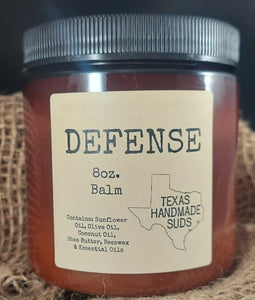 DEFENSE
8oz.
Balm
Contains: Sunflower
Oil, Olive Oil,
Coconut Oil,
Shea Butter, Beeswax
& Essential Oils
TEXAS
HANDMADE
SUDS